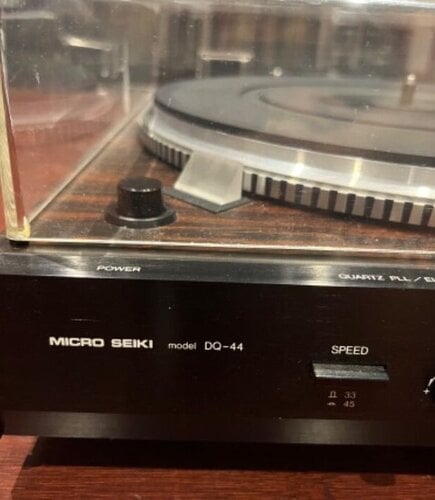 POWER
QUARTZ PLL /
MICRO SEIKI model DQ-44
SPEED
33
45